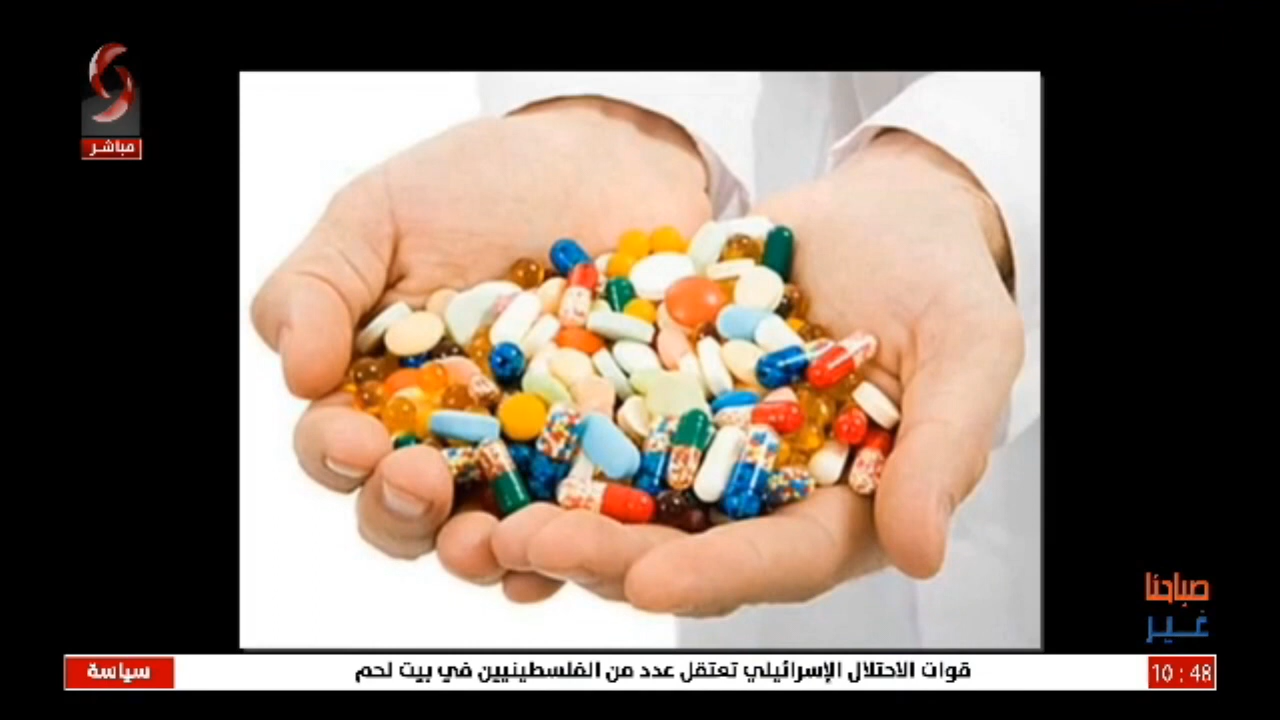 مباشر
صباحنا
غير
سياسة
قوات الاحتلال الإسرائيلي تعتقل عدد من الفلسطينيين في بيت لحم
10 : 48